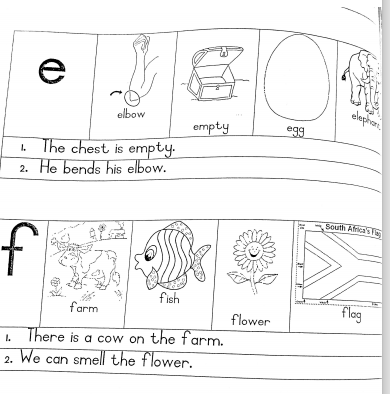 e
elbow
empty
egg
elephan
1. The chest is empty.
2. He bends his elbow.
f
South Africa's Flag
farm
fish
flower
flag
1. There is a cow on the farm.
2. We can smell the flower.